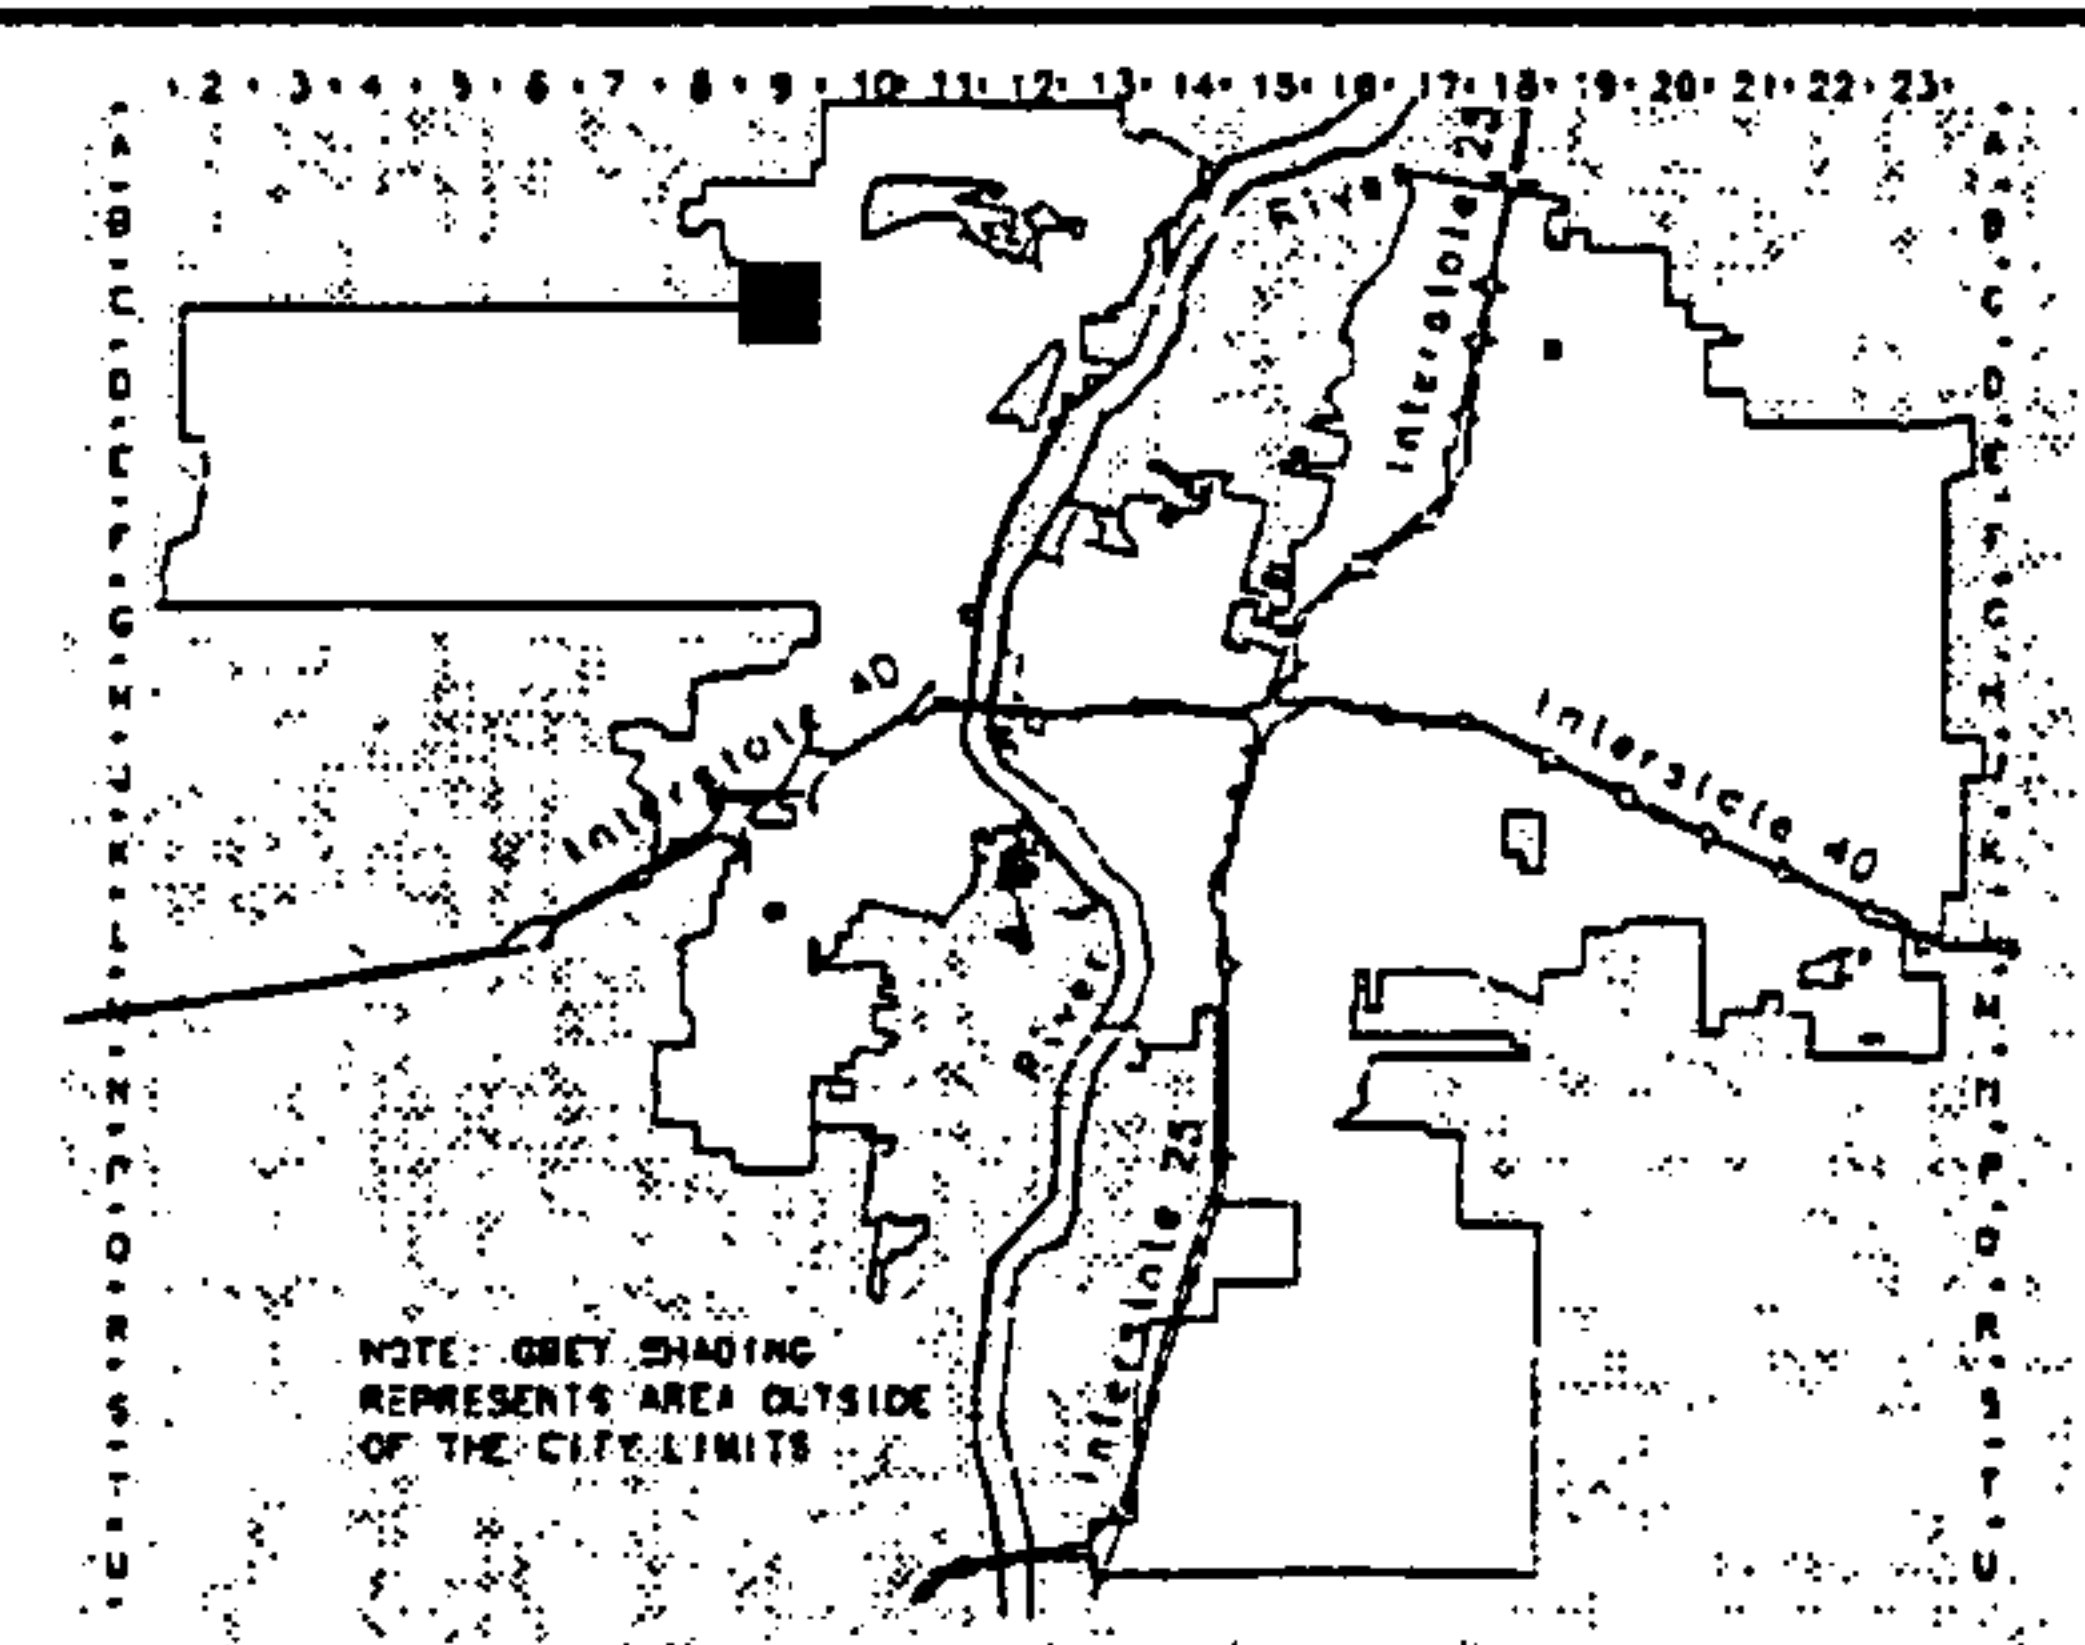 2 3 4 5 6 7 8 9 10 11 12 13 14 15 16 17 18 19 20 21 22 23
A
B
C
D
E
F
G
H
J
K
L
M
N
P
Q
R
S
T
U
A
B
C
D
E
F
G
H
J
K
L
M
N
P
Q
R
S
T
U
River
Interstate 25
Interstate 40
Interstate 40
River
Interstate 25
NOTE: GREY SHADING
REPRESENTS AREA OUTSIDE
OF THE CITY LIMITS